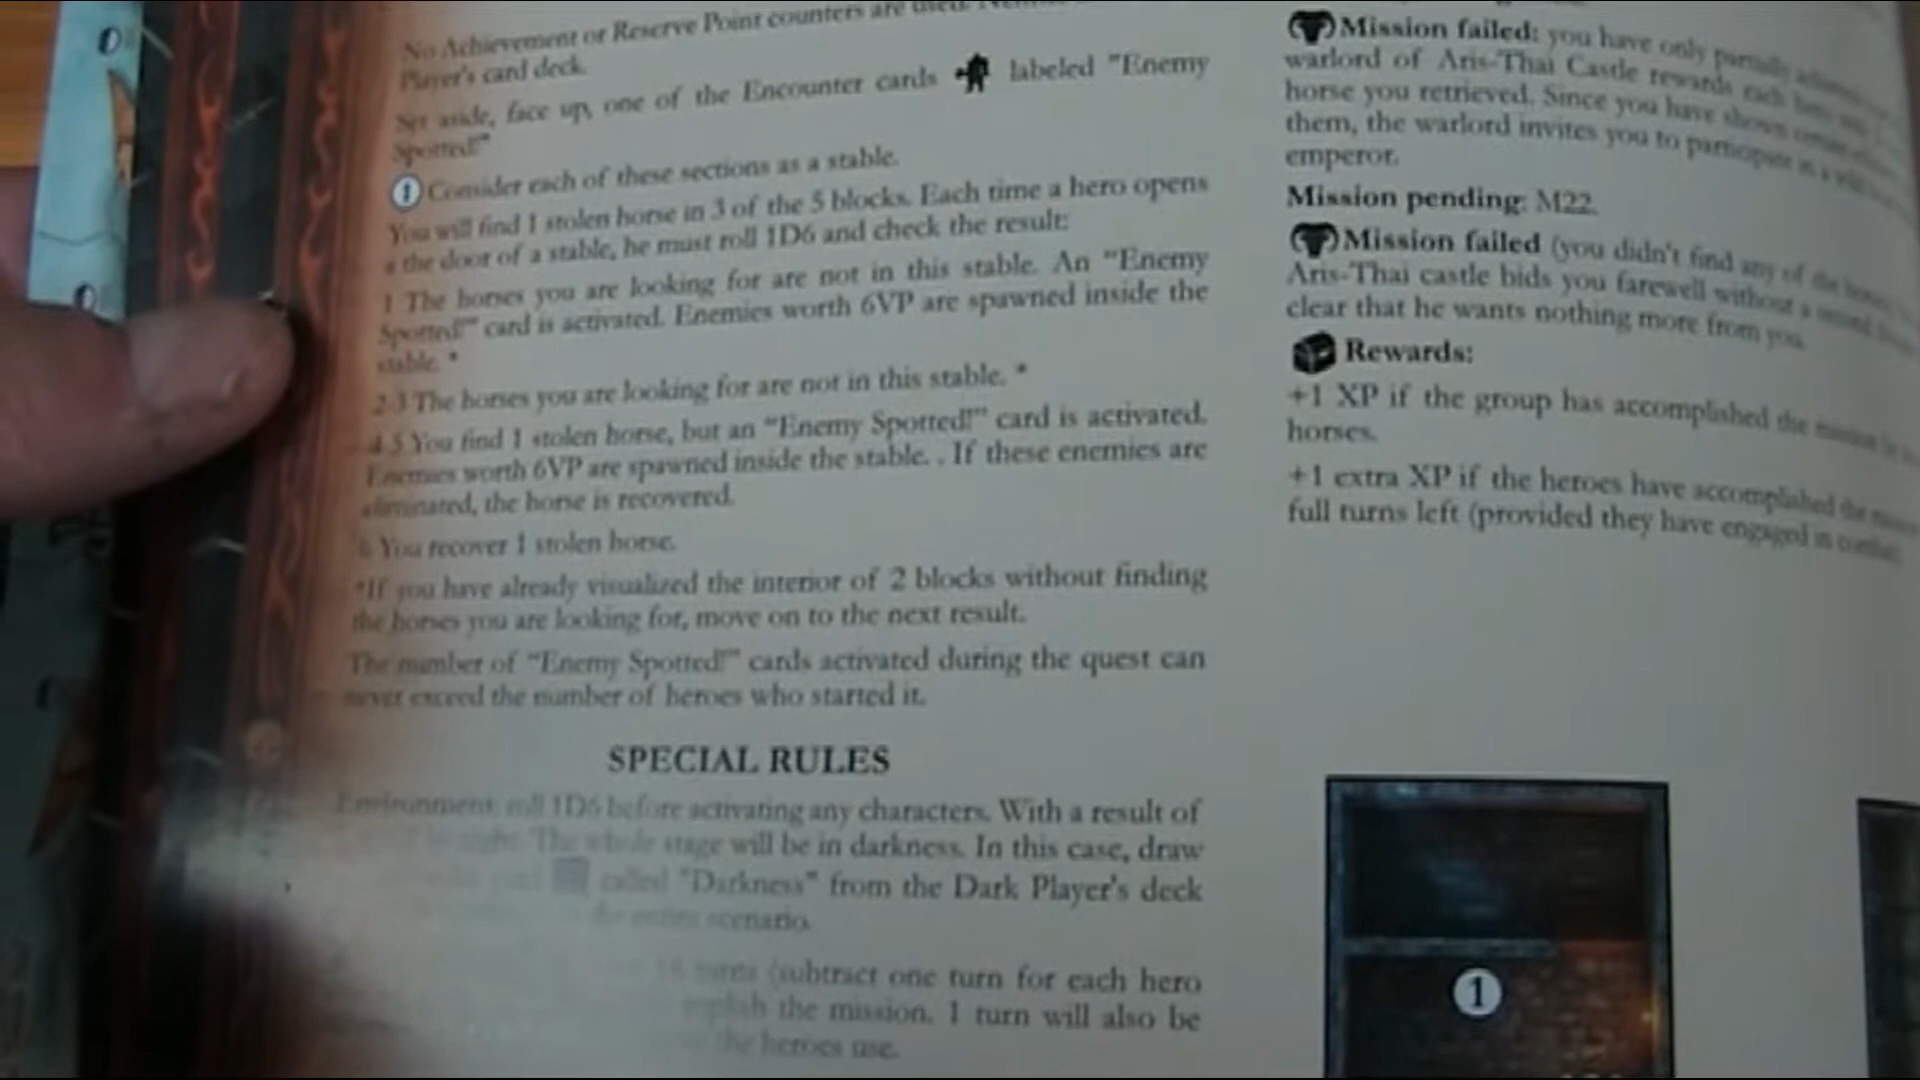 No Achievement or Reserve Point counters are used.
Player's card deck.
Set aside, face up, one of the Encounter cards labeled "Enemy
Spotted!"
1 Consider each of these sections as a stable.
You will find 1 stolen horse in 3 of the 5 blocks. Each time a hero opens
the door of a stable, he must roll 1D6 and check the result:
1 The horses you are looking for are not in this stable. An "Enemy
Spotted!" card is activated. Enemies worth 6VP are spawned inside the
stable. *
2-3 The horses you are looking for are not in this stable. *
4-5 You find 1 stolen horse, but an "Enemy Spotted!" card is activated.
Enemies worth 6VP are spawned inside the stable. . If these enemies are
eliminated, the horse is recovered.
6 You recover 1 stolen horse.
*If you have already visualized the interior of 2 blocks without finding
the horses you are looking for, move on to the next result.
The number of "Enemy Spotted!" cards activated during the quest can
never exceed the number of heroes who started it.
SPECIAL RULES
Environment: roll 1D6 before activating any characters. With a result of
The whole stage will be in darkness. In this case, draw
called "Darkness" from the Dark Player's deck
the entire scenario.
turns (subtract one turn for each hero
the mission. 1 turn will also be
the heroes use.
Mission failed: you have only partially
warlord of Aris-Thai Castle rewards each hero
horse you retrieved. Since you have shown
them, the warlord invites you to participate in a
emperor.
Mission pending: M22.
Mission failed (you didn't find any of the
Aris-Thai castle bids you farewell without a
clear that he wants nothing more from you.
Rewards:
+1 XP if the group has accomplished the mission
horses.
+1 extra XP if the heroes have accomplished the
full turns left (provided they have engaged in
1